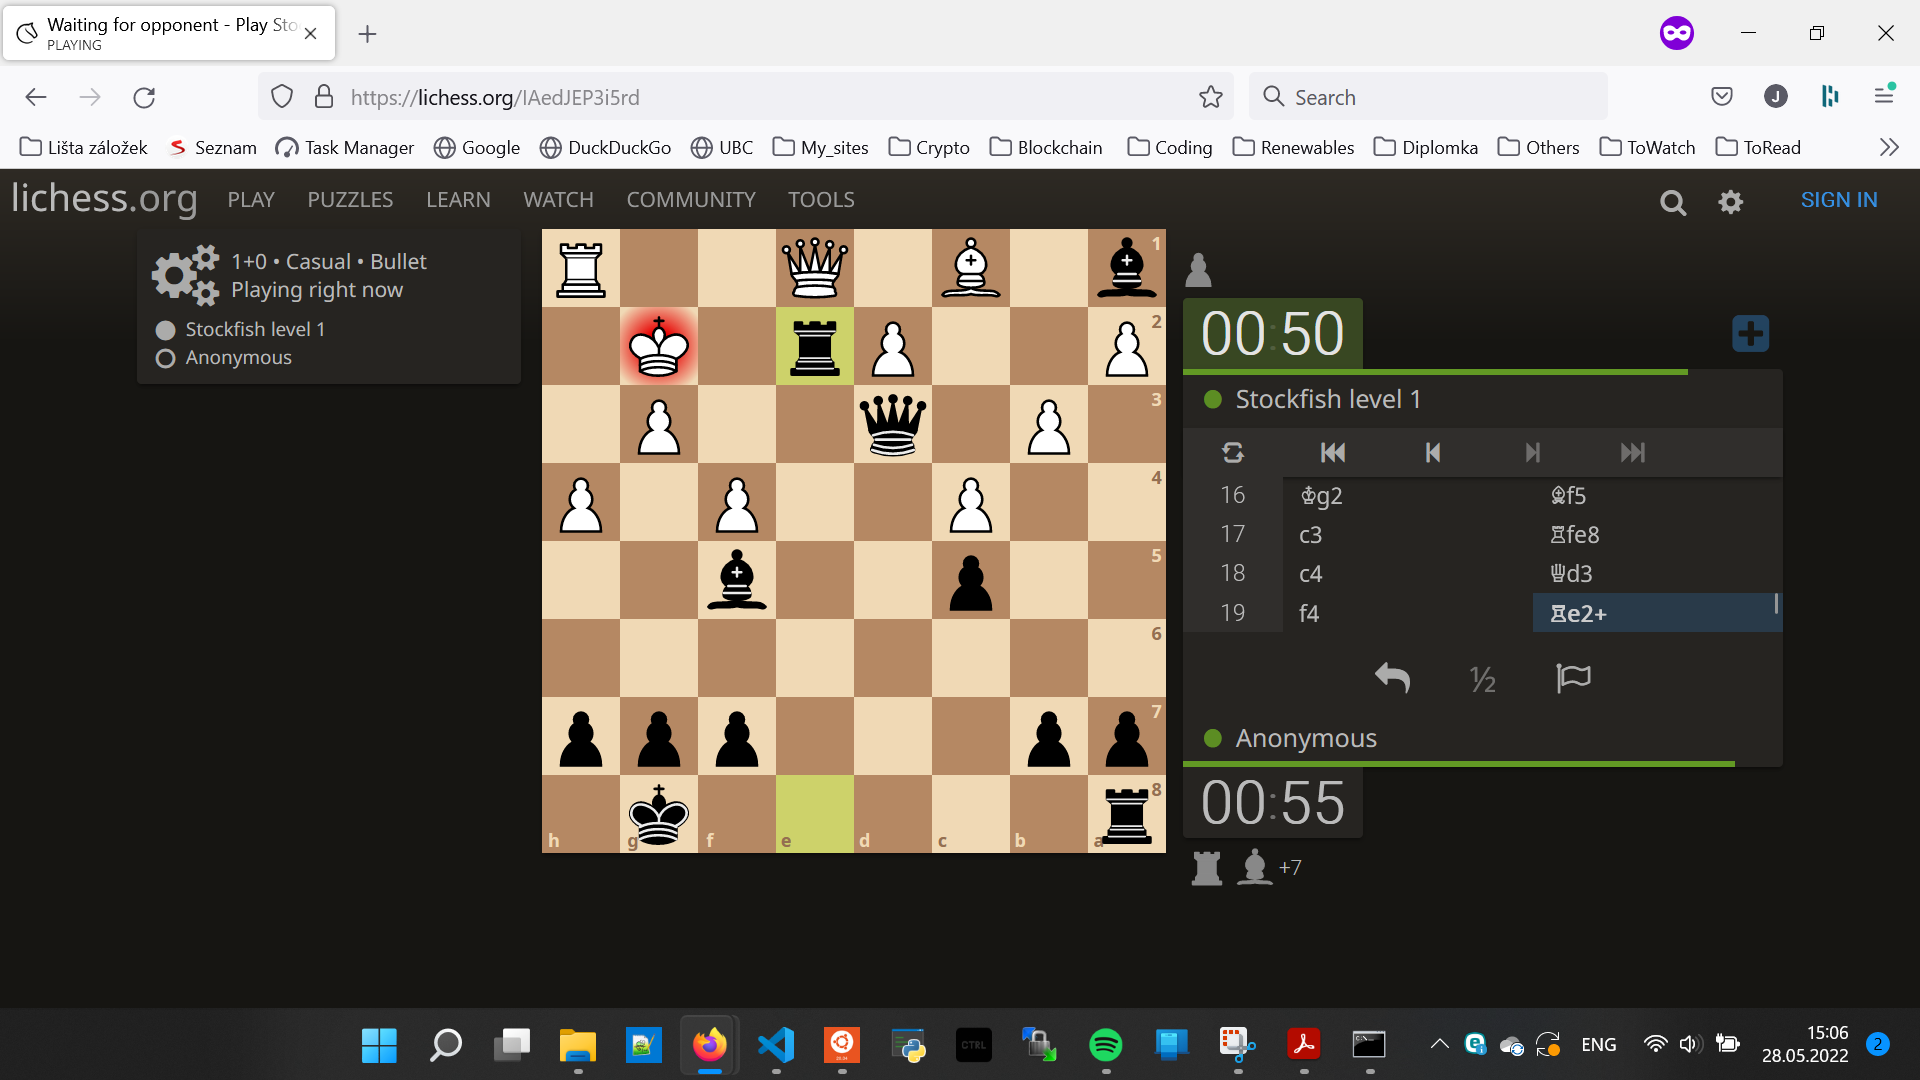 Waiting for opponent - Play Sto
PLAYING
https://lichess.org/IAedJEP3i5rd
Search
Lišta záložek
Seznam
Task Manager
Google
DuckDuckGo
UBC
My_sites
Crypto
Blockchain
Coding
Renewables
Diplomka
Others
ToWatch
ToRead
lichess.org
PLAY
PUZZLES
LEARN
WATCH
COMMUNITY
TOOLS
SIGN IN
1+0 • Casual • Bullet
Playing right now
Stockfish level 1
Anonymous
1
2
3
4
5
6
7
8
h
g
f
e
d
c
b
a
00:50
Stockfish level 1
16 ♔g2 ♗f5
17 c3 ♖fe8
18 c4 ♕d3
19 f4 ♖e2+
½
Anonymous
00:55
+7
CTRL
ENG
15:06
28.05.2022
2